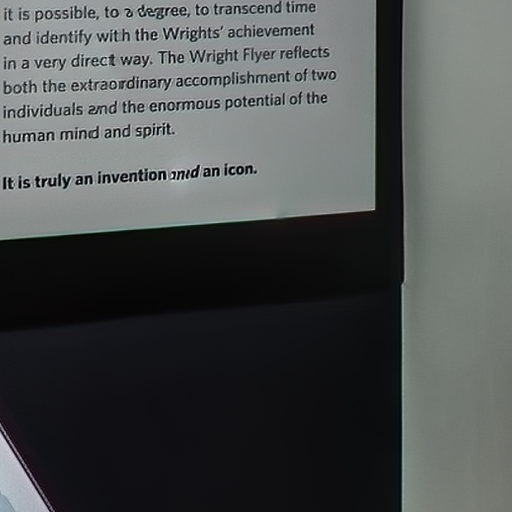 it is possible, to a degree, to transcend time
and identify with the Wrights' achievement
in a very direct way. The Wright Flyer reflects
both the extraordinary accomplishment of two
individuals and the enormous potential of the
human mind and spirit.
It is truly an invention and an icon.